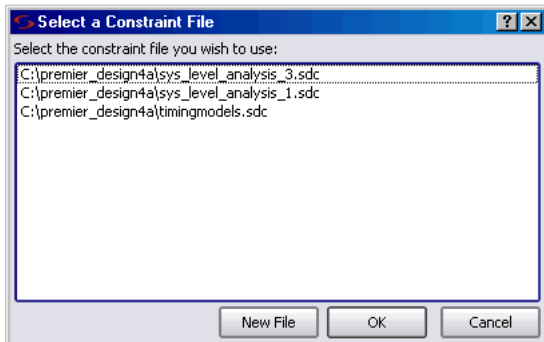 Select a Constraint File
Select the constraint file you wish to use:
C:\premier_design4a\sys_level_analysis_3.sdc
C:\premier_design4a\sys_level_analysis_1.sdc
C:\premier_design4a\timingmodels.sdc
New File OK Cancel